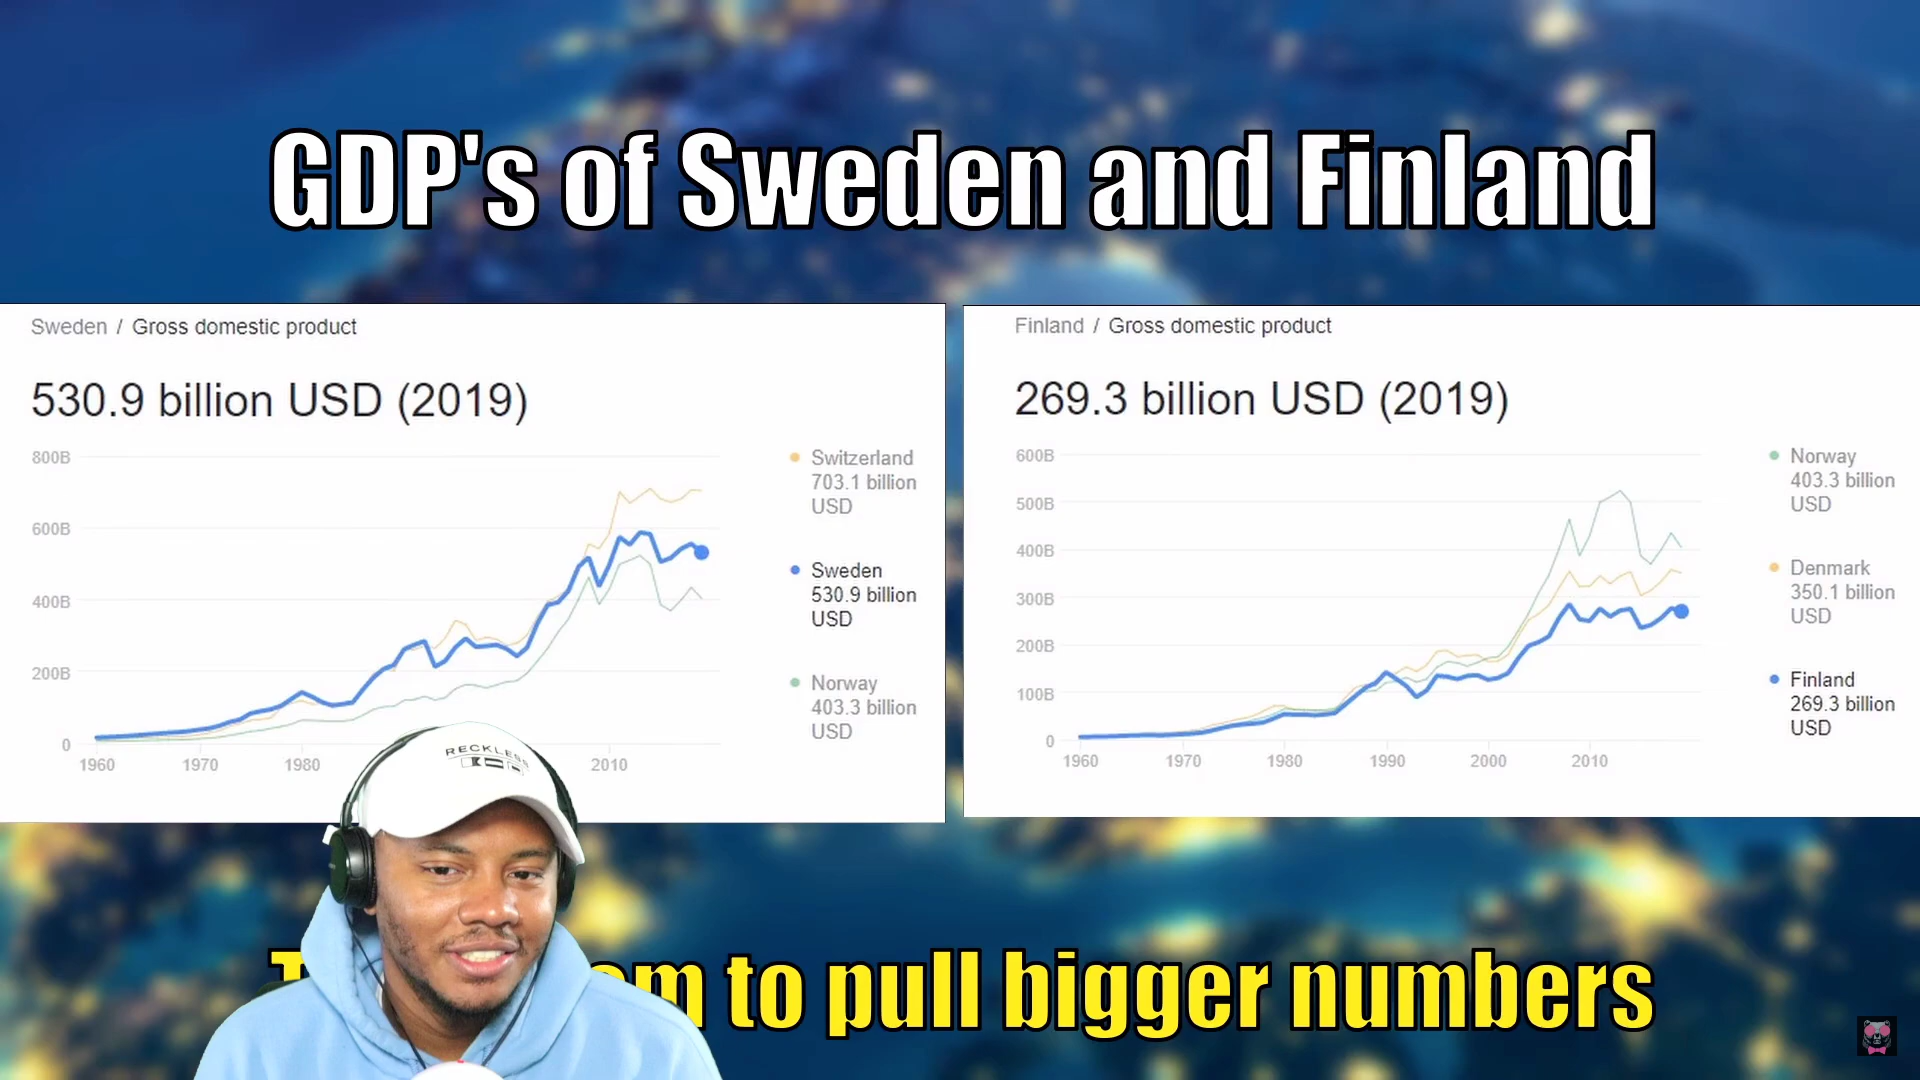 GDP's of Sweden and Finland
Sweden / Gross domestic product
530.9 billion USD (2019)
800B
600B
400B
200B
0
1960
1970
1980
2010
Switzerland
703.1 billion
USD
Sweden
530.9 billion
USD
Norway
403.3 billion
USD
Finland / Gross domestic product
269.3 billion USD (2019)
600B
500B
400B
300B
200B
100B
0
1960
1970
1980
1990
2000
2010
Norway
403.3 billion
USD
Denmark
350.1 billion
USD
Finland
269.3 billion
USD
RECKLESS
to pull bigger numbers